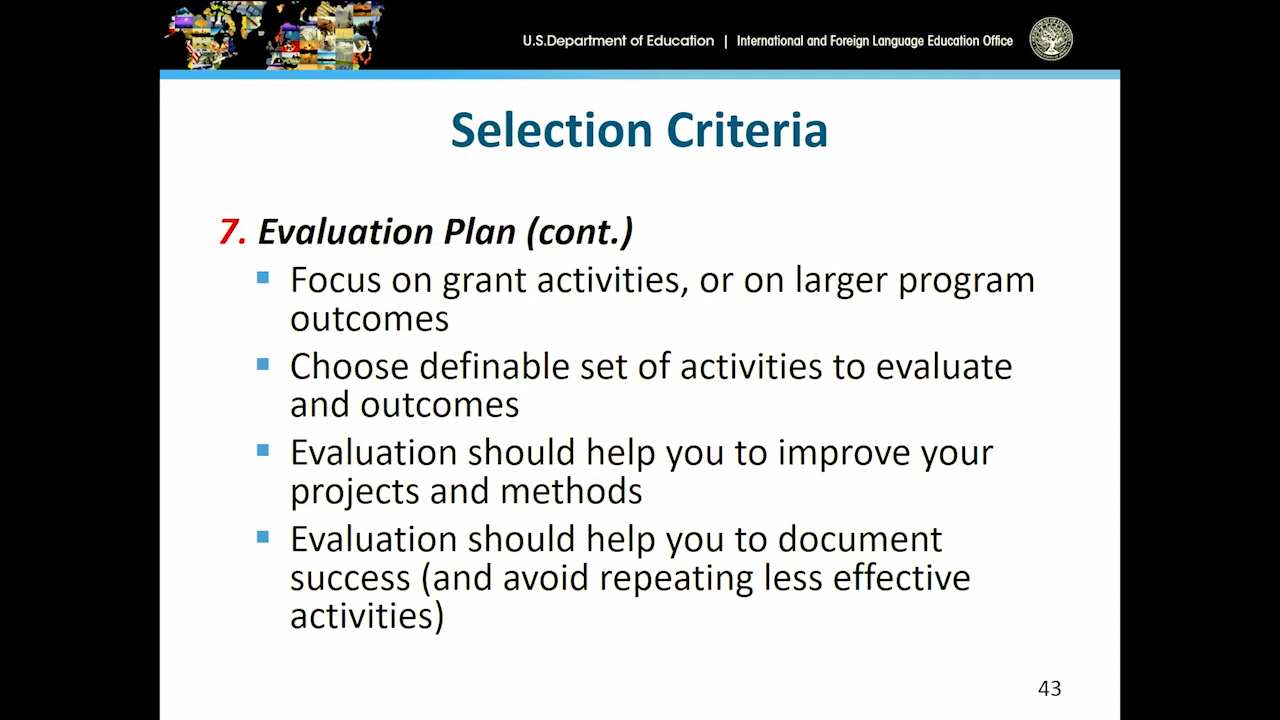 U.S.Department of Education | International and Foreign Language Education Office
Selection Criteria
7. Evaluation Plan (cont.)
▪ Focus on grant activities, or on larger program
outcomes
▪ Choose definable set of activities to evaluate
and outcomes
▪ Evaluation should help you to improve your
projects and methods
▪ Evaluation should help you to document
success (and avoid repeating less effective
activities)
43